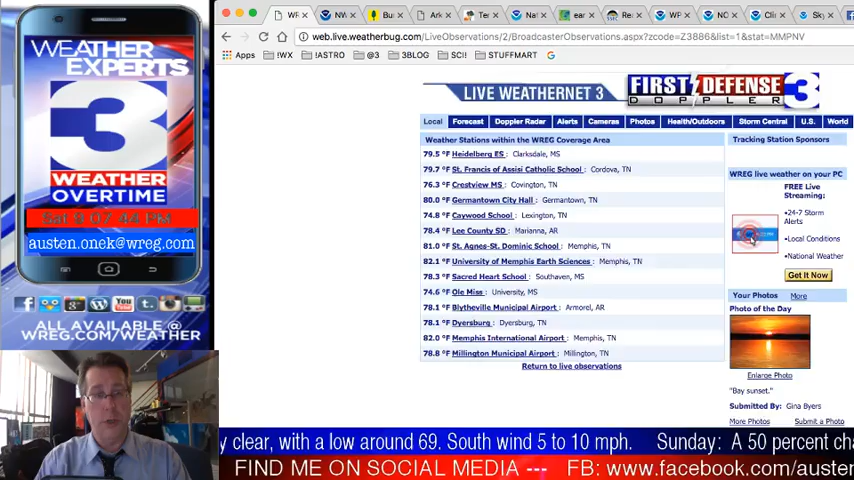 WEATHER
EXPERTS
3
WEATHER
OVERTIME
Sat 9 07 44 PM
austen.onek@wreg.com
ALL AVAILABLE @
WREG.COM/WEATHER
web.live.weatherbug.com/LiveObservations/2/BroadcasterObservations.aspx?zcode=Z3886&list=1&stat=MMPNV
Apps !WX !ASTRO @3 3BLOG SCI! STUFFMART
LIVE WEATHERNET 3
FIRST DEFENSE
DOPPLER
3
Local Forecast Doppler Radar Alerts Cameras Photos Health/Outdoors Storm Central U.S. World
Weather Stations within the WREG Coverage Area
79.5 °F Heidelberg ES : Clarksdale, MS
79.7 °F St. Francis of Assisi Catholic School : Cordova, TN
76.3 °F Crestview MS : Covington, TN
80.0 °F Germantown City Hall : Germantown, TN
74.8 °F Caywood School : Lexington, TN
78.4 °F Lee County SD : Marianna, AR
81.0 °F St. Agnes-St. Dominic School : Memphis, TN
82.1 °F University of Memphis Earth Sciences : Memphis, TN
78.3 °F Sacred Heart School : Southaven, MS
74.6 °F Ole Miss : University, MS
78.1 °F Blytheville Municipal Airport : Armorel, AR
78.1 °F Dyersburg : Dyersburg, TN
82.0 °F Memphis International Airport : Memphis, TN
78.8 °F Millington Municipal Airport : Millington, TN
Return to live observations
Tracking Station Sponsors
WREG live weather on your PC
FREE Live
Streaming:
•24-7 Storm
Alerts
•Local Conditions
•National Weather
Get It Now
Your Photos More
Photo of the Day
Enlarge Photo
"Bay sunset."
Submitted By: Gina Byers
More Photos Submit a Photo
y clear, with a low around 69. South wind 5 to 10 mph. Sunday: A 50 percent cha
FIND ME ON SOCIAL MEDIA --- FB: www.facebook.com/austen